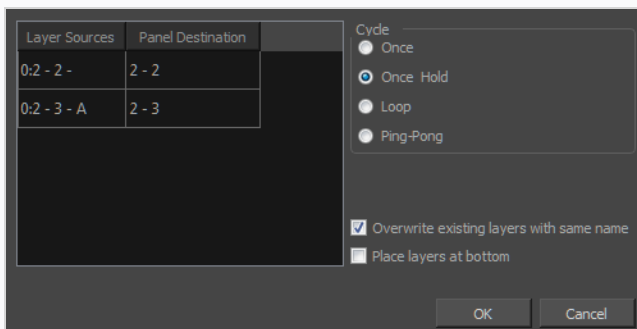 Layer Sources
Panel Destination
0:2 - 2 -
2 - 2
0:2 - 3 - A
2 - 3
Cycle
Once
Once Hold
Loop
Ping-Pong
Overwrite existing layers with same name
Place layers at bottom
OK
Cancel